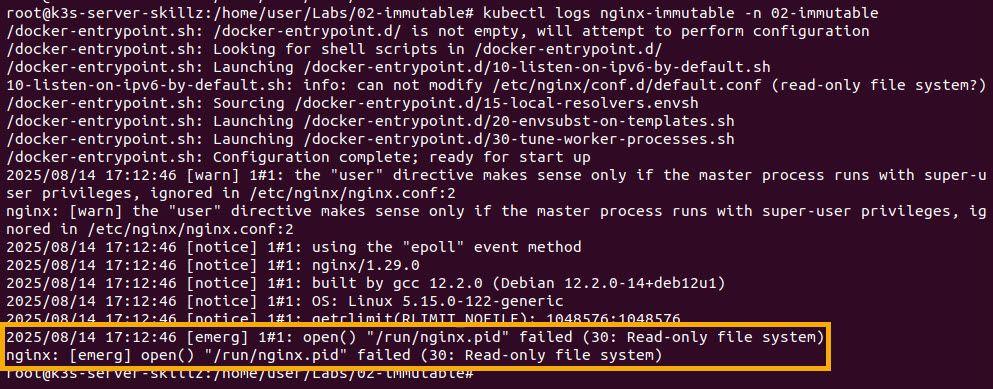 root@k3s-server-skillz:/home/user/Labs/02-immutable# kubectl logs nginx-immutable -n 02-immutable
/docker-entrypoint.sh: /docker-entrypoint.d/ is not empty, will attempt to perform configuration
/docker-entrypoint.sh: Looking for shell scripts in /docker-entrypoint.d/
/docker-entrypoint.sh: Launching /docker-entrypoint.d/10-listen-on-ipv6-by-default.sh
10-listen-on-ipv6-by-default.sh: info: can not modify /etc/nginx/conf.d/default.conf (read-only file system?)
/docker-entrypoint.sh: Sourcing /docker-entrypoint.d/15-local-resolvers.envsh
/docker-entrypoint.sh: Launching /docker-entrypoint.d/20-envsubst-on-templates.sh
/docker-entrypoint.sh: Launching /docker-entrypoint.d/30-tune-worker-processes.sh
/docker-entrypoint.sh: Configuration complete; ready for start up
2025/08/14 17:12:46 [warn] 1#1: the "user" directive makes sense only if the master process runs with super-u
ser privileges, ignored in /etc/nginx/nginx.conf:2
nginx: [warn] the "user" directive makes sense only if the master process runs with super-user privileges, ig
nored in /etc/nginx/nginx.conf:2
2025/08/14 17:12:46 [notice] 1#1: using the "epoll" event method
2025/08/14 17:12:46 [notice] 1#1: nginx/1.29.0
2025/08/14 17:12:46 [notice] 1#1: built by gcc 12.2.0 (Debian 12.2.0-14+deb12u1)
2025/08/14 17:12:46 [notice] 1#1: OS: Linux 5.15.0-122-generic
2025/08/14 17:12:46 [notice] 1#1: getrlimit(RLIMIT_NOFILE): 1048576:1048576
2025/08/14 17:12:46 [emerg] 1#1: open() "/run/nginx.pid" failed (30: Read-only file system)
nginx: [emerg] open() "/run/nginx.pid" failed (30: Read-only file system)
root@k3s-server-skillz:/home/user/Labs/02-immutable#